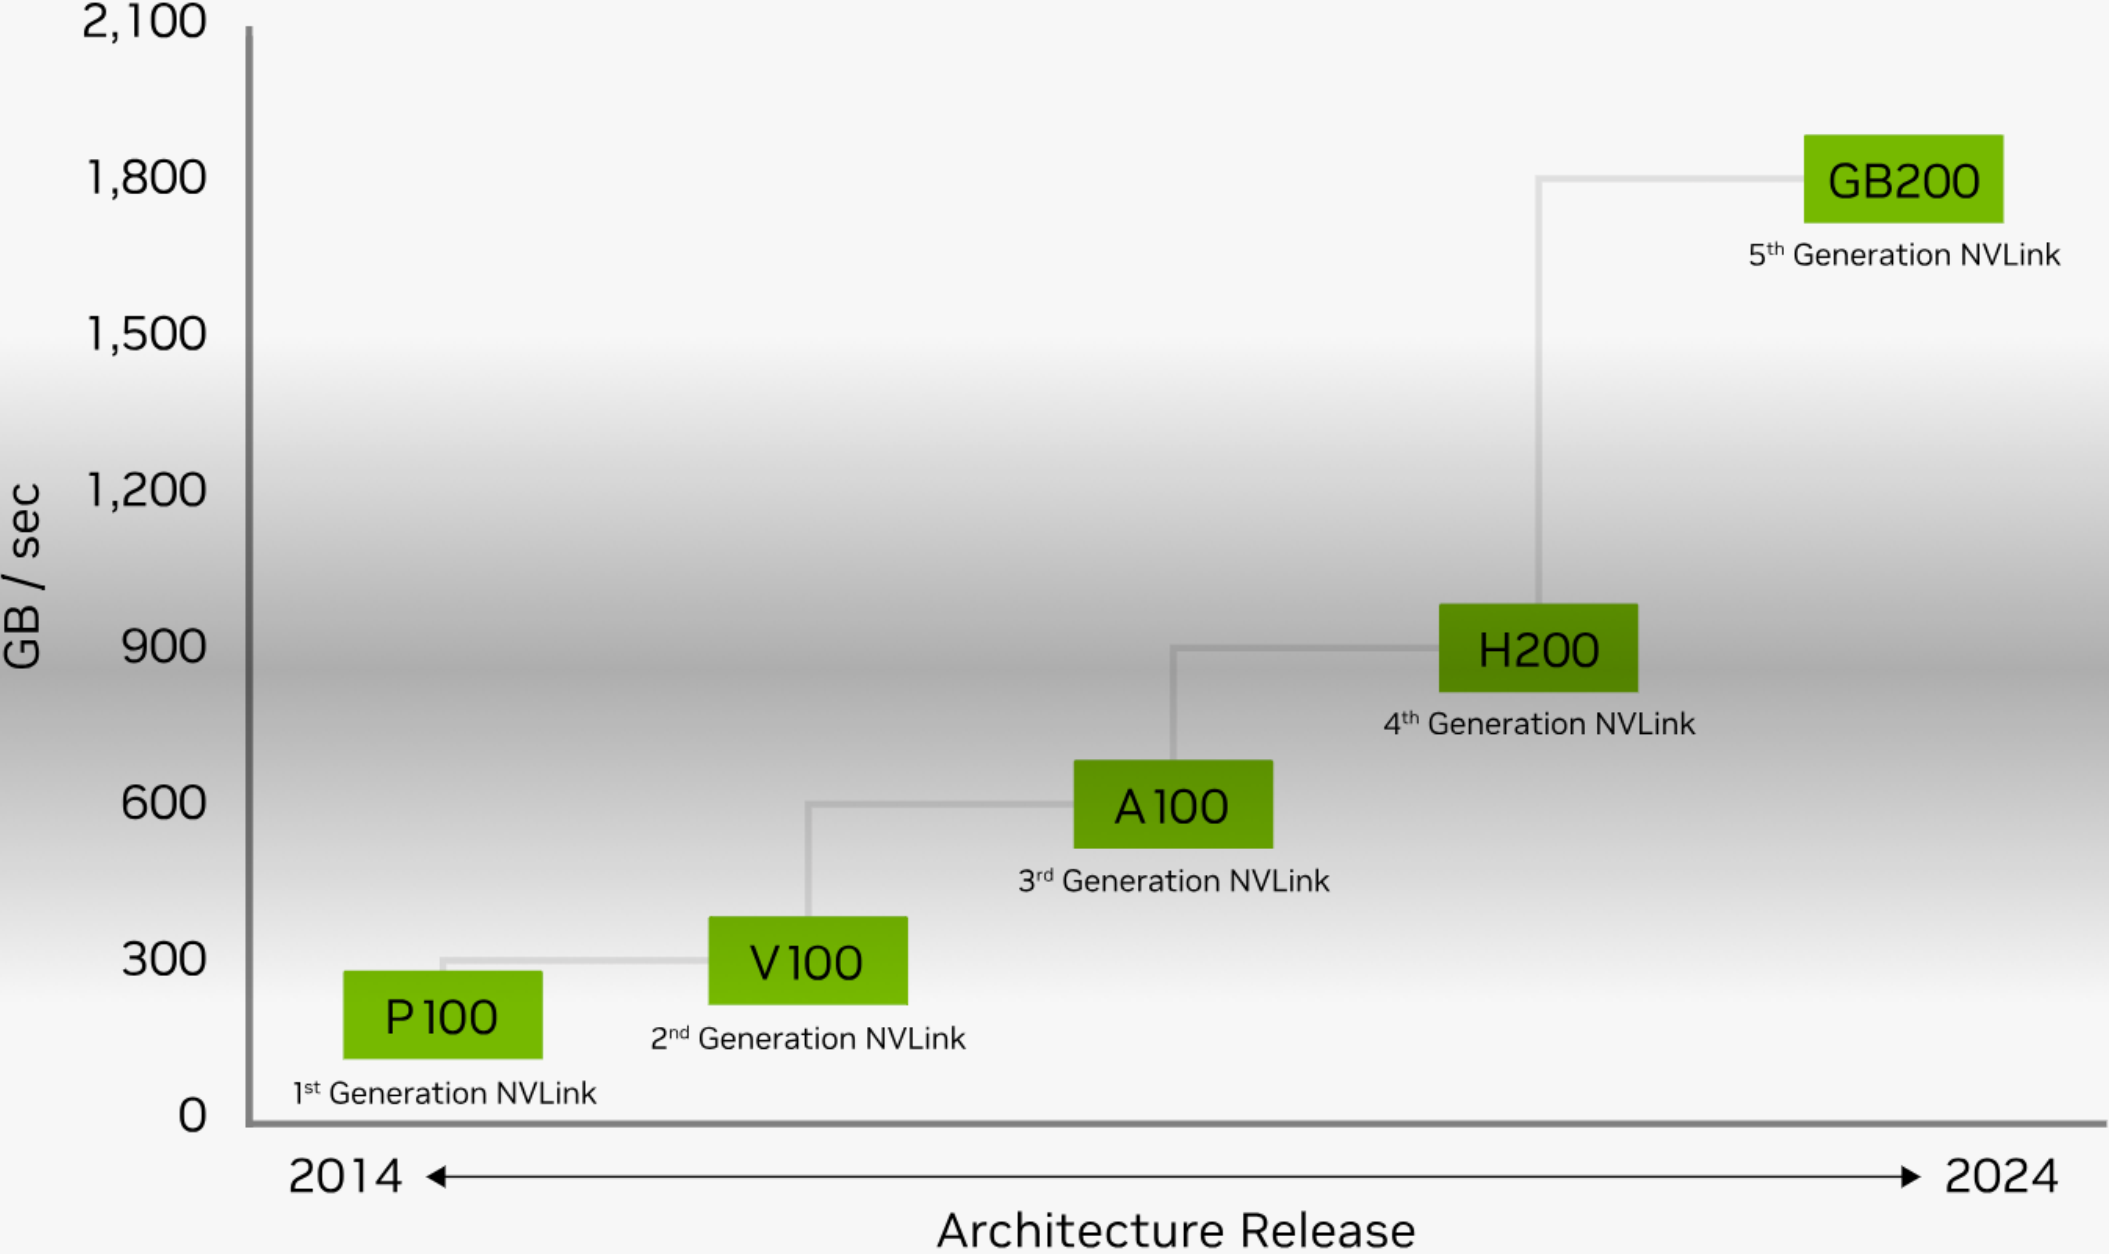 2,100
1,800
1,500
1,200
900
600
300
0
GB / sec
GB200
5th Generation NVLink
H200
4th Generation NVLink
A100
3rd Generation NVLink
V100
2nd Generation NVLink
P100
1st Generation NVLink
2014
2024
Architecture Release